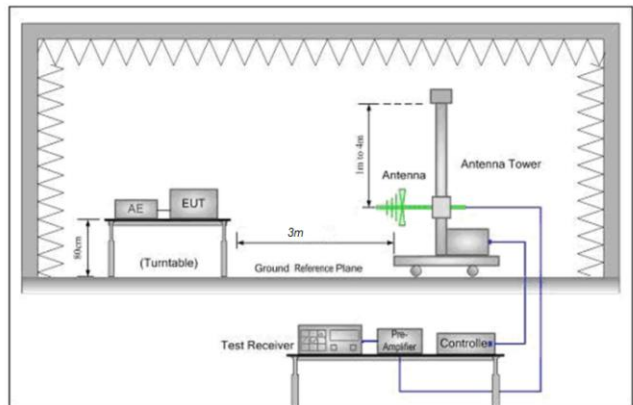 1m to 4m
Antenna
Antenna Tower
AE
EUT
80cm
(Turntable)
3m
Ground Reference Plane
Test Receiver
Pre-
Amplifier
Controller